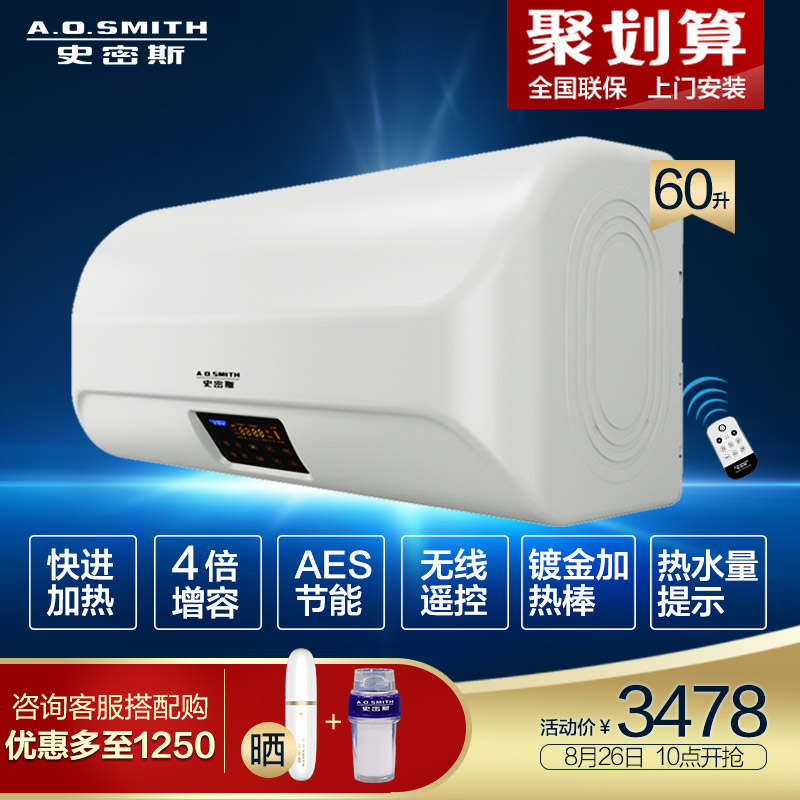 A.O.SMITH
史密斯
聚划算
全国联保 上门安装
60升
A.O.SMITH
史密斯
快进
加热
4倍
增容
AES
节能
无线
遥控
镀金加
热棒
热水量
提示
咨询客服搭配购
优惠多至1250
晒
+
A.O.SMITH
史密斯
活动价¥3478
8月26日 10点开抢